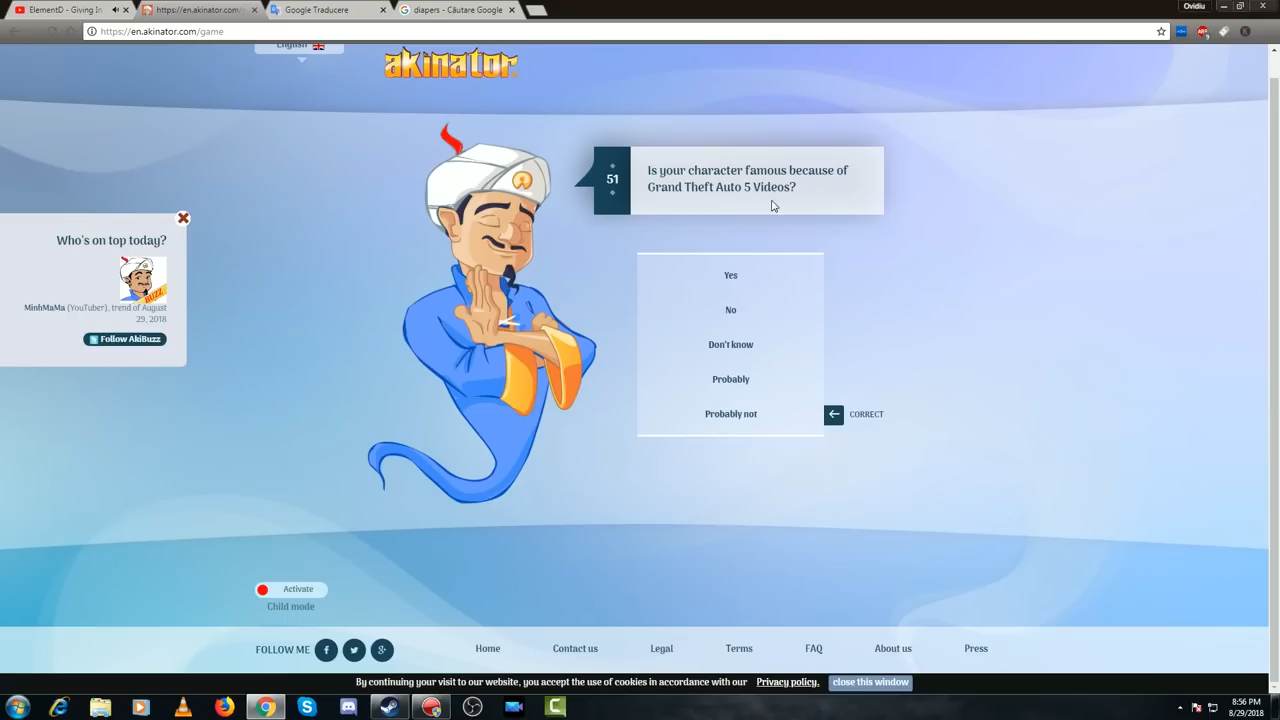 ElementD - Giving In
https://en.akinator.com/
Google Traducere
diapers - Căutare Google
Ovidiu
https://en.akinator.com/game
English
akinator
51
Is your character famous because of
Grand Theft Auto 5 Videos?
Yes
No
Don't know
Probably
Probably not
CORRECT
Who's on top today?
BUZZ
MinhMaMa (YouTuber), trend of August
29, 2018
Follow AkiBuzz
Activate
Child mode
FOLLOW ME
Home
Contact us
Legal
Terms
FAQ
About us
Press
By continuing your visit to our website, you accept the use of cookies in accordance with our Privacy policy. close this window
8:56 PM
8/29/2018